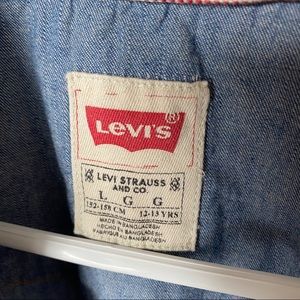 LEVI'S ®
LEVI STRAUSS
AND CO.
L G G
152-158 CM 12-13 YRS
MADE IN BANGLADESH
HECHO EN BANGLADESH
FABRIQUÉ AU BANGLADESH